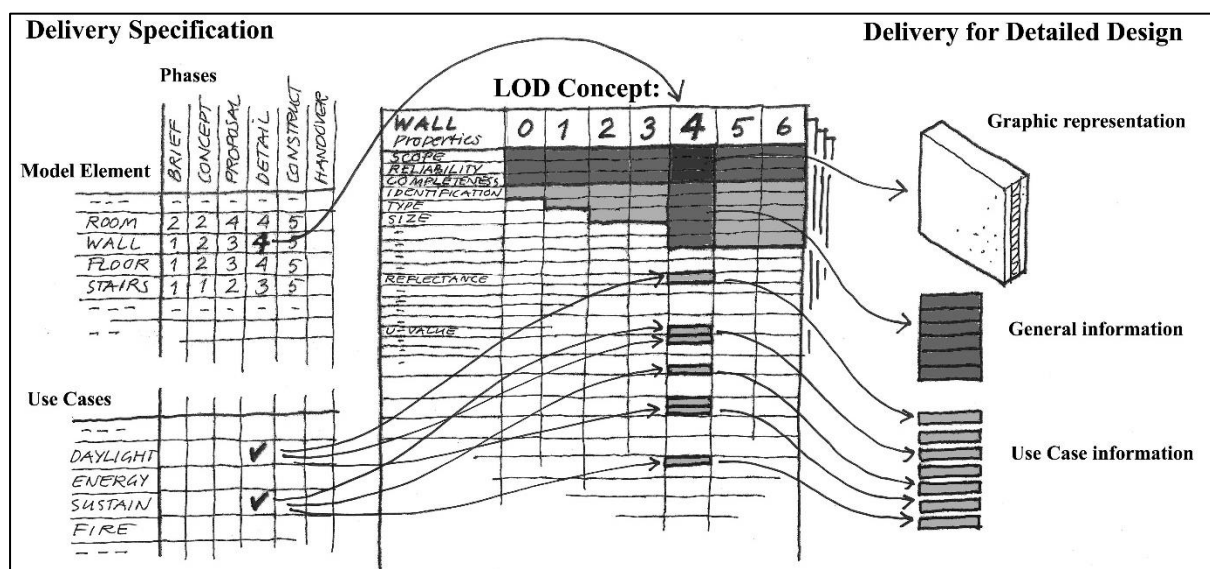 Delivery Specification
Delivery for Detailed Design
Phases
BRIEF
CONCEPT
PROPOSAL
DETAIL
CONSTRUCT
HANDOVER
Model Element
ROOM 2 2 4 4 5
WALL 1 2 3 4 5
FLOOR 1 2 3 4 5
STAIRS 1 1 2 3 5
Use Cases
DAYLIGHT ✓
ENERGY
SUSTAIN ✓
FIRE
LOD Concept:
WALL 0 1 2 3 4 5 6
PROPERTIES
SCOPE
RELIABILITY
COMPLETENESS
IDENTIFICATION
TYPE
SIZE
REFLECTANCE
U-VALUE
Graphic representation
General information
Use Case information